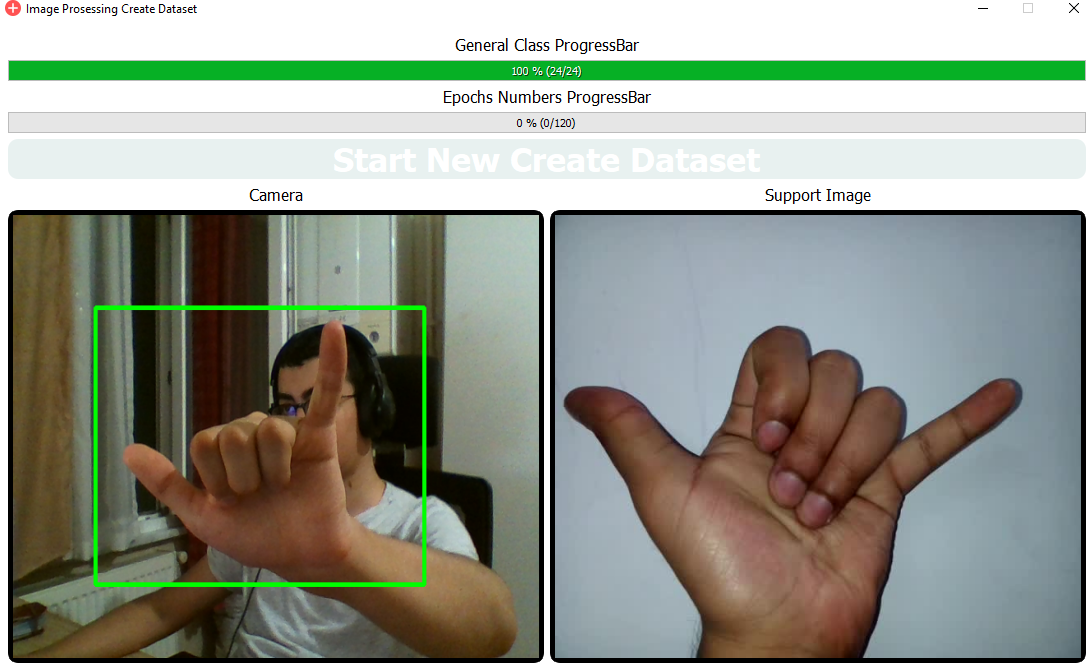 Image Prosessing Create Dataset
General Class ProgressBar
100 % (24/24)
Epochs Numbers ProgressBar
0 % (0/120)
Start New Create Dataset
Camera
Support Image